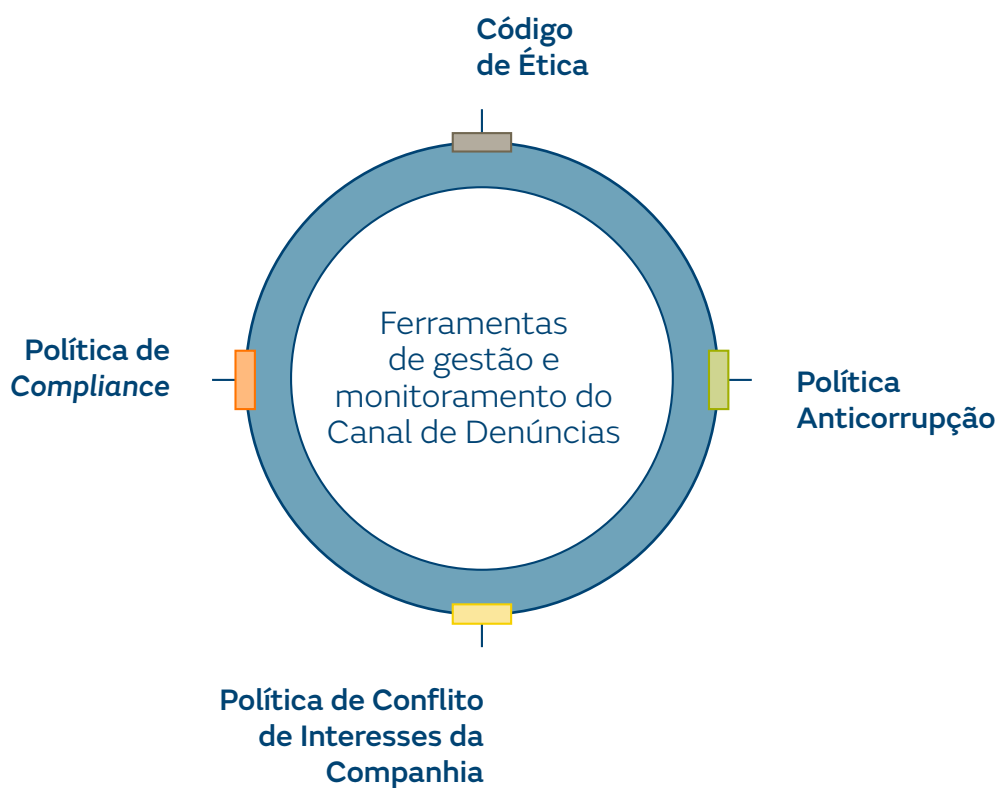 Código
de Ética
Política de
Compliance
Ferramentas
de gestão e
monitoramento do
Canal de Denúncias
Política
Anticorrupção
Política de Conflito
de Interesses da
Companhia